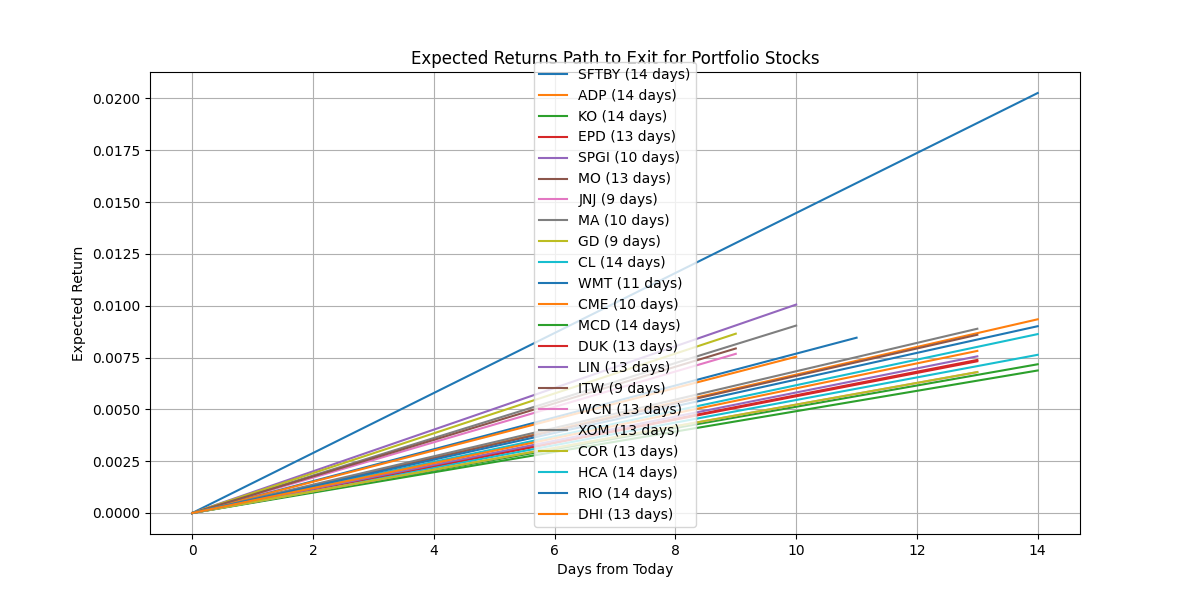 Expected Returns Path to Exit for Portfolio Stocks
SFTBY (14 days)
ADP (14 days)
KO (14 days)
EPD (13 days)
SPGI (10 days)
MO (13 days)
JNJ (9 days)
MA (10 days)
GD (9 days)
CL (14 days)
WMT (11 days)
CME (10 days)
MCD (14 days)
DUK (13 days)
LIN (13 days)
ITW (9 days)
WCN (13 days)
XOM (13 days)
COR (13 days)
HCA (14 days)
RIO (14 days)
DHI (13 days)
Expected Return
0.0200
0.0175
0.0150
0.0125
0.0100
0.0075
0.0050
0.0025
0.0000
0 2 4 6 8 10 12 14
Days from Today